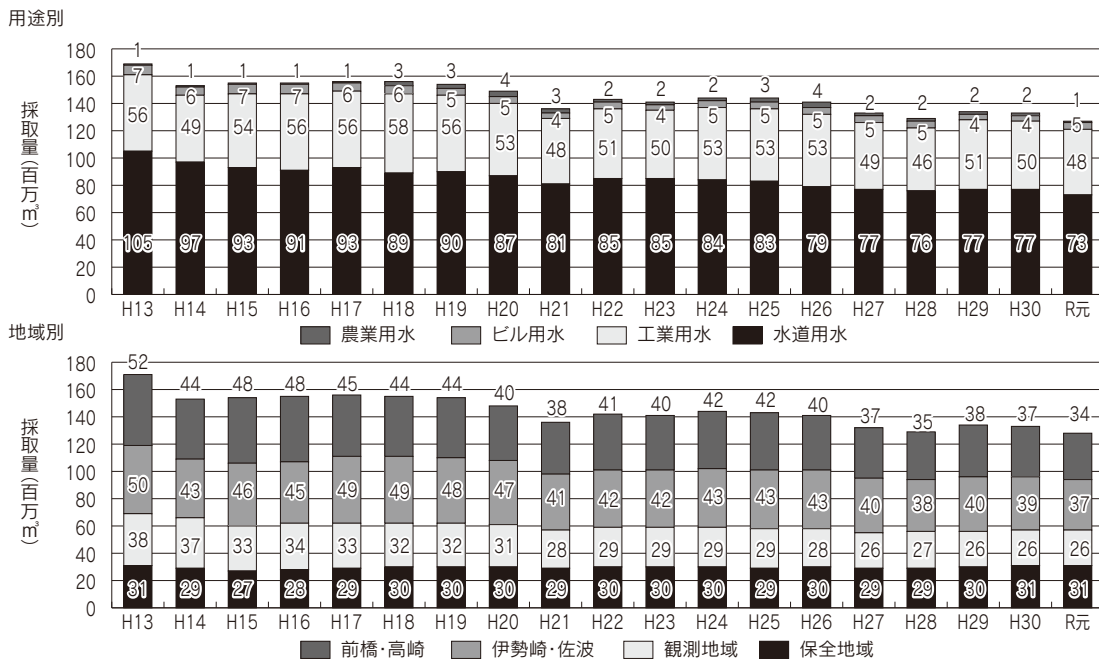 用途別
採取量(百万㎥)
180
160
140
120
100
80
60
40
20
0
1 1 1 1 1 3 3 4 3 2 2 2 3 4 2 2 2 2 1
7 6 7 7 6 6 5 5 4 5 4 5 5 5 5 5 4 4 5
56 49 54 56 56 58 56 53 48 51 50 53 53 53 49 46 51 50 48
105 97 93 91 93 89 90 87 81 85 85 84 83 79 77 76 77 77 73
H13 H14 H15 H16 H17 H18 H19 H20 H21 H22 H23 H24 H25 H26 H27 H28 H29 H30 R元
農業用水 ビル用水 工業用水 水道用水
地域別
採取量(百万㎥)
180
160
140
120
100
80
60
40
20
0
52 44 48 48 45 44 44 40 38 41 40 42 42 40 37 35 38 37 34
50 43 46 45 49 49 48 47 41 42 42 43 43 43 40 38 40 39 37
38 37 33 34 33 32 32 31 28 29 29 29 29 28 26 27 26 26 26
31 29 27 28 29 30 30 30 29 30 30 30 29 30 29 29 30 31 31
H13 H14 H15 H16 H17 H18 H19 H20 H21 H22 H23 H24 H25 H26 H27 H28 H29 H30 R元
前橋・高崎 伊勢崎・佐波 観測地域 保全地域